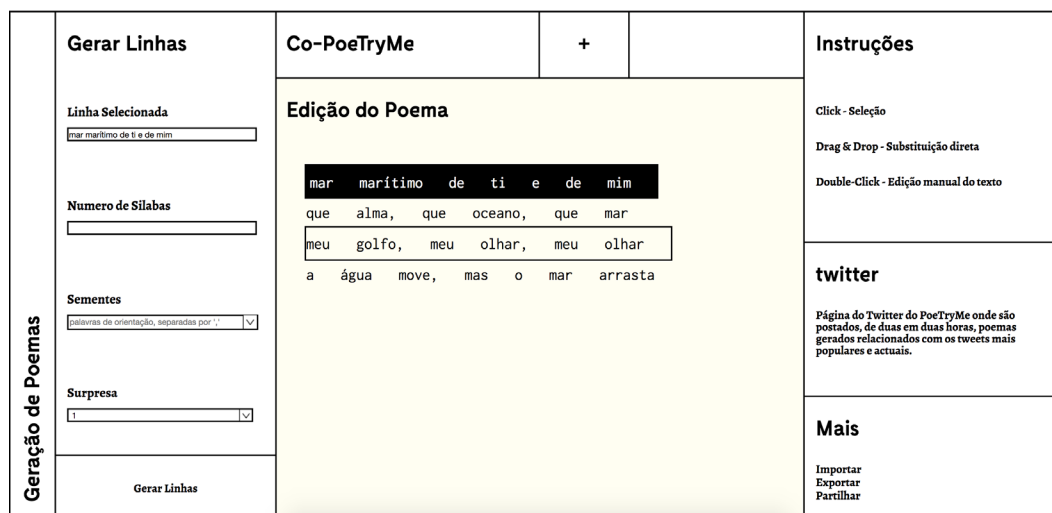 Geração de Poemas
Gerar Linhas
Linha Selecionada
mar marítimo de ti e de mim
Numero de Silabas
Sementes
palavras de orientação, separadas por ','
Surpresa
1
Gerar Linhas
Co-PoeTryMe
+
Edição do Poema
mar marítimo de ti e de mim
que alma, que oceano, que mar
meu golfo, meu olhar, meu olhar
a água move, mas o mar arrasta
Instruções
Click - Seleção
Drag & Drop - Substituição direta
Double-Click - Edição manual do texto
twitter
Página do Twitter do PoeTryMe onde são
postados, de duas em duas horas, poemas
gerados relacionados com os tweets mais
populares e actuais.
Mais
Importar
Exportar
Partilhar